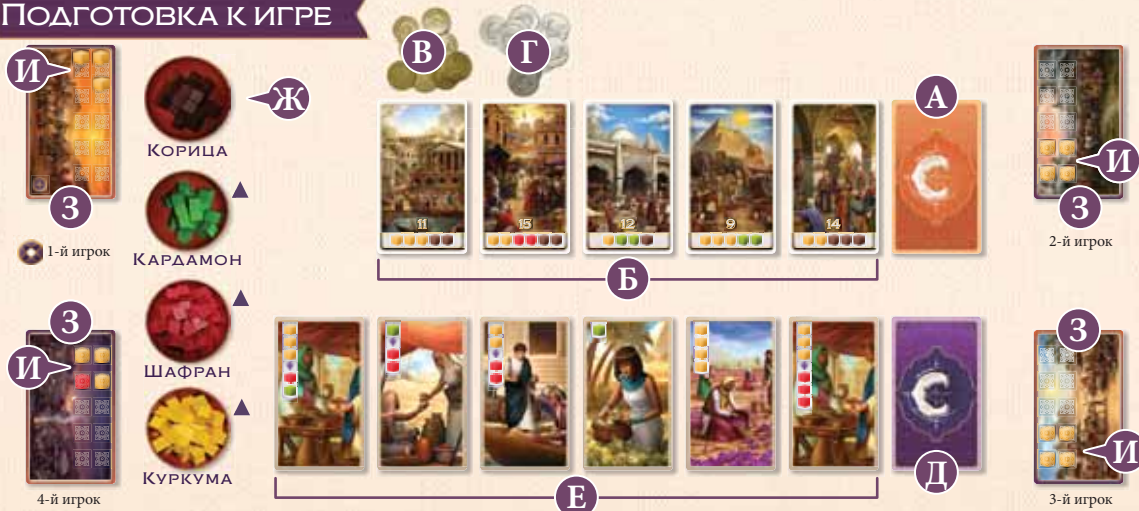 Подготовка к игре
И
З
1-й игрок
Ж
Корица
Кардамон
Шафран
Куркума
В
Г
11
15
12
9
14
Б
А
И
З
2-й игрок
З
И
4-й игрок
Е
Д
З
И
3-й игрок